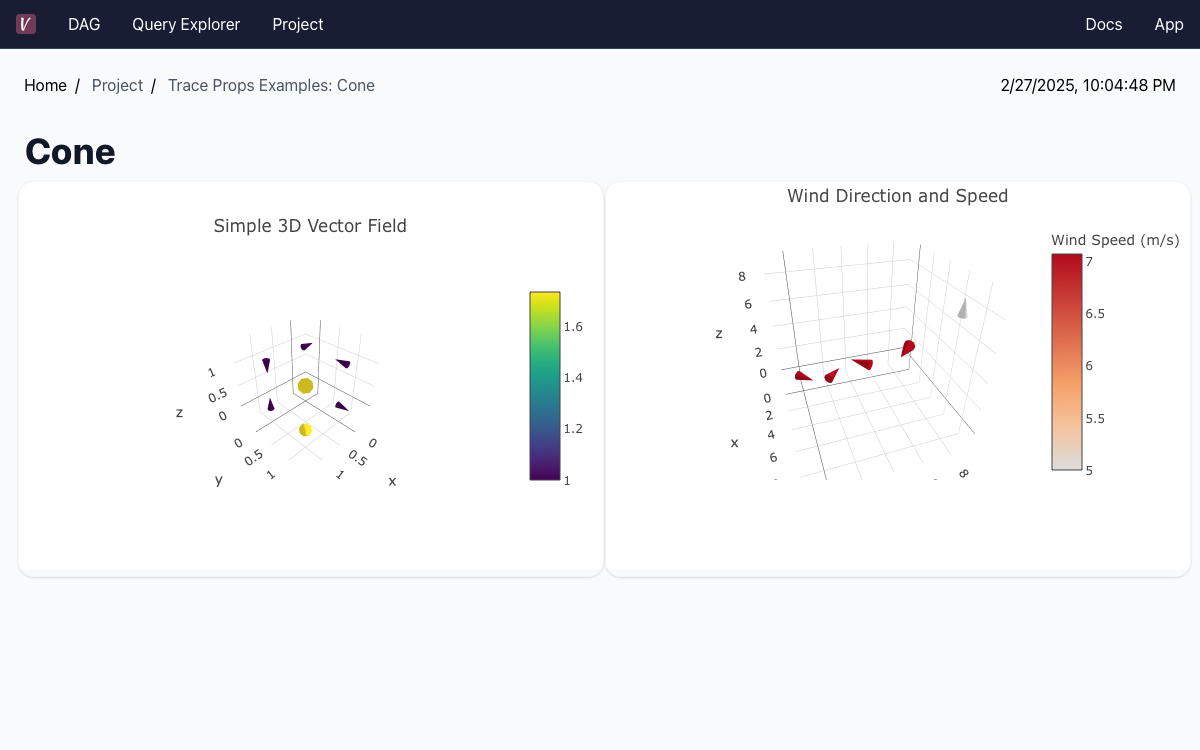 V DAG Query Explorer Project Docs App
Home / Project / Trace Props Examples: Cone 2/27/2025, 10:04:48 PM
Cone
Simple 3D Vector Field
1
0.5
0
z
0
0.5
1
y
0
0.5
1
x
1.6
1.4
1.2
1
Wind Direction and Speed
Wind Speed (m/s)
8
6
4
2
0
z
0
2
4
6
x
8
7
6.5
6
5.5
5